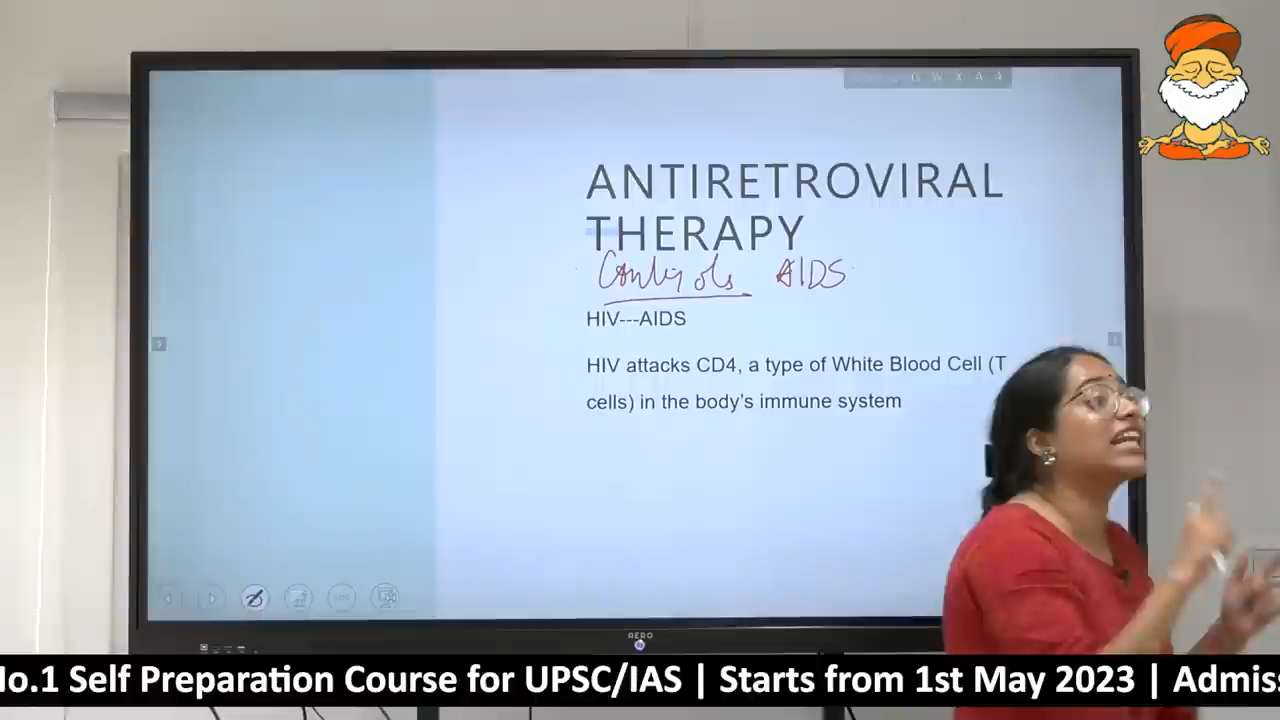 G W X A 4
ANTIRETROVIRAL
THERAPY
Controls AIDS
HIV---AIDS
HIV attacks CD4, a type of White Blood Cell (T
cells) in the body's immune system
AERO
No.1 Self Preparation Course for UPSC/IAS | Starts from 1st May 2023 | Admiss